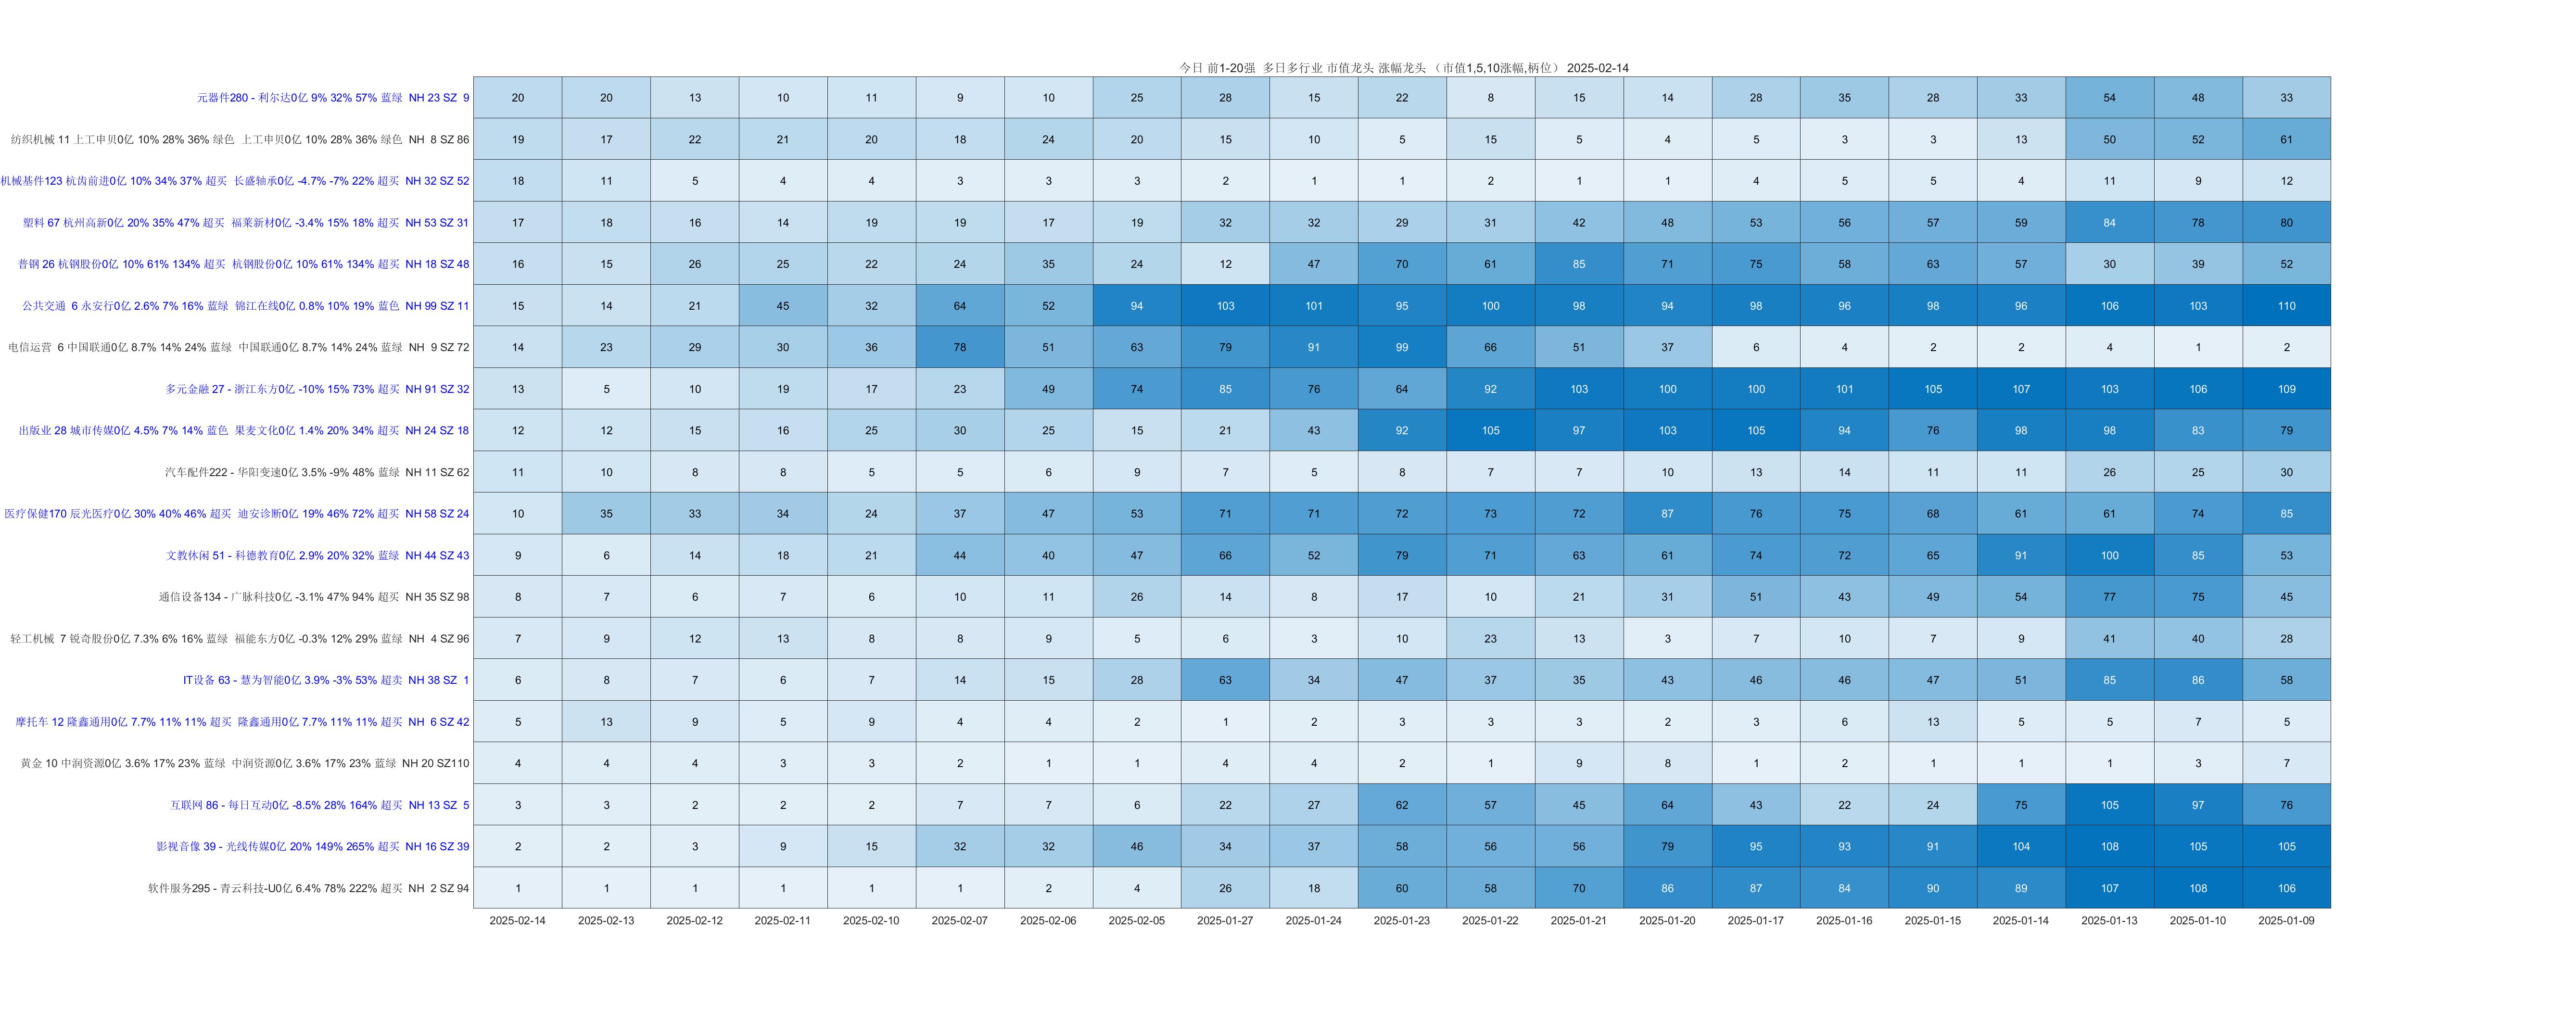 今日 前1-20强 多日多行业 市值龙头 涨幅龙头 （市值1,5,10涨幅,柄位） 2025-02-14
元器件280 - 利尔达0亿 9% 32% 57% 蓝绿 NH 23 SZ 9 20 20 13 10 11 9 10 25 28 15 22 8 15 14 28 35 28 33 54 48 33
纺织机械 11 上工申贝0亿 10% 28% 36% 绿色 上工申贝0亿 10% 28% 36% 绿色 NH 8 SZ 86 19 17 22 21 20 18 24 20 15 10 5 15 5 4 5 3 3 13 50 52 61
机械基件123 杭齿前进0亿 10% 34% 37% 超买 长盛轴承0亿 -4.7% -7% 22% 超买 NH 32 SZ 52 18 11 5 4 4 3 3 3 2 1 1 2 1 1 4 5 5 4 11 9 12
塑料 67 杭州高新0亿 20% 35% 47% 超买 福莱新材0亿 -3.4% 15% 18% 超买 NH 53 SZ 31 17 18 16 14 19 19 17 19 32 32 29 31 42 48 53 56 57 59 84 78 80
普钢 26 杭钢股份0亿 10% 61% 134% 超买 杭钢股份0亿 10% 61% 134% 超买 NH 18 SZ 48 16 15 26 25 22 24 35 24 12 47 70 61 85 71 75 58 63 57 30 39 52
公共交通 6 永安行0亿 2.6% 7% 16% 蓝绿 锦江在线0亿 0.8% 10% 19% 蓝色 NH 99 SZ 11 15 14 21 45 32 64 52 94 103 101 95 100 98 94 98 96 98 96 106 103 110
电信运营 6 中国联通0亿 8.7% 14% 24% 蓝绿 中国联通0亿 8.7% 14% 24% 蓝绿 NH 9 SZ 72 14 23 29 30 36 78 51 63 79 91 99 66 51 37 6 4 2 2 4 1 2
多元金融 27 - 浙江东方0亿 -10% 15% 73% 超买 NH 91 SZ 32 13 5 10 19 17 23 49 74 85 76 64 92 103 100 100 101 105 107 103 106 109
出版业 28 城市传媒0亿 4.5% 7% 14% 蓝色 果麦文化0亿 1.4% 20% 34% 超买 NH 24 SZ 18 12 12 15 16 25 30 25 15 21 43 92 105 97 103 105 94 76 98 98 83 79
汽车配件222 - 华阳变速0亿 3.5% -9% 48% 蓝绿 NH 11 SZ 62 11 10 8 8 5 5 6 9 7 5 8 7 7 10 13 14 11 11 26 25 30
医疗保健170 辰光医疗0亿 30% 40% 46% 超买 迪安诊断0亿 19% 46% 72% 超买 NH 58 SZ 24 10 35 33 34 24 37 47 53 71 71 72 73 72 87 76 75 68 61 61 74 85
文教休闲 51 - 科德教育0亿 2.9% 20% 32% 蓝绿 NH 44 SZ 43 9 6 14 18 21 44 40 47 66 52 79 71 63 61 74 72 65 91 100 85 53
通信设备134 - 广脉科技0亿 -3.1% 47% 94% 超买 NH 35 SZ 98 8 7 6 7 6 10 11 26 14 8 17 10 21 31 51 43 49 54 77 75 45
轻工机械 7 锐奇股份0亿 7.3% 6% 16% 蓝绿 福能东方0亿 -0.3% 12% 29% 蓝绿 NH 4 SZ 96 7 9 12 13 8 8 9 5 6 3 10 23 13 3 7 10 7 9 41 40 28
IT设备 63 - 慧为智能0亿 3.9% -3% 53% 超卖 NH 38 SZ 1 6 8 7 6 7 14 15 28 63 34 47 37 35 43 46 46 47 51 85 86 58
摩托车 12 隆鑫通用0亿 7.7% 11% 11% 超买 隆鑫通用0亿 7.7% 11% 11% 超买 NH 6 SZ 42 5 13 9 5 9 4 4 2 1 2 3 3 3 2 3 6 13 5 5 7 5
黄金 10 中润资源0亿 3.6% 17% 23% 蓝绿 中润资源0亿 3.6% 17% 23% 蓝绿 NH 20 SZ110 4 4 4 3 3 2 1 1 4 4 2 1 9 8 1 2 1 1 1 3 7
互联网 86 - 每日互动0亿 -8.5% 28% 164% 超买 NH 13 SZ 5 3 3 2 2 2 7 7 6 22 27 62 57 45 64 43 22 24 75 105 97 76
影视音像 39 - 光线传媒0亿 20% 149% 265% 超买 NH 16 SZ 39 2 2 3 9 15 32 32 46 34 37 58 56 56 79 95 93 91 104 108 105 105
软件服务295 - 青云科技-U0亿 6.4% 78% 222% 超买 NH 2 SZ 94 1 1 1 1 1 1 2 4 26 18 60 58 70 86 87 84 90 89 107 108 106
2025-02-14 2025-02-13 2025-02-12 2025-02-11 2025-02-10 2025-02-07 2025-02-06 2025-02-05 2025-01-27 2025-01-24 2025-01-23 2025-01-22 2025-01-21 2025-01-20 2025-01-17 2025-01-16 2025-01-15 2025-01-14 2025-01-13 2025-01-10 2025-01-09